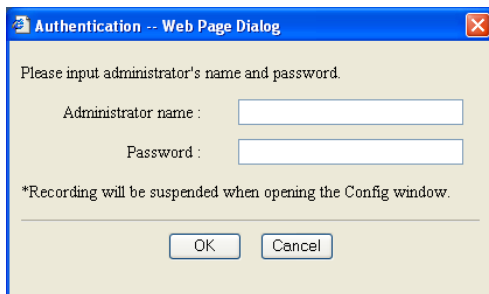 Authentication -- Web Page Dialog
Please input administrator's name and password.
Administrator name :
Password :
*Recording will be suspended when opening the Config window.
OK Cancel